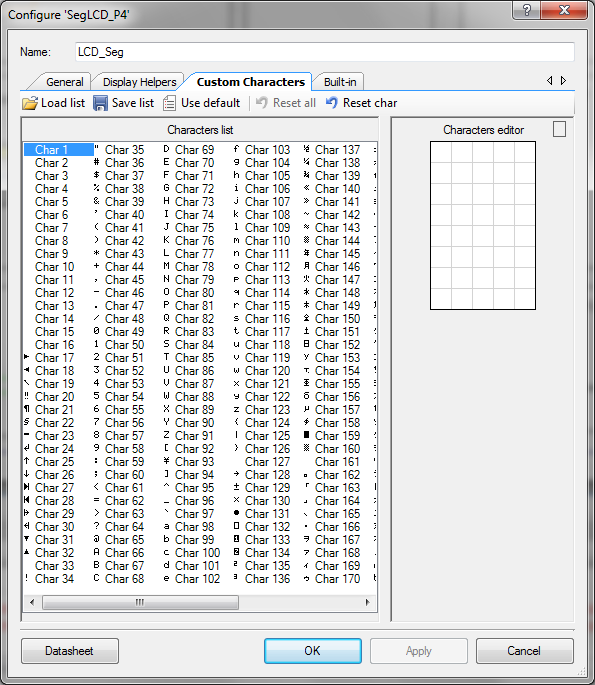 Configure 'SegLCD_P4'
?
Name: LCD_Seg
General Display Helpers Custom Characters Built-in
Load list Save list Use default Reset all Reset char
Characters list Characters editor
Char 1 " Char 35 D Char 69 f Char 103 Char 137
Char 2 # Char 36 E Char 70 g Char 104 Char 138
Char 3 $ Char 37 F Char 71 h Char 105 Char 139
Char 4 % Char 38 G Char 72 i Char 106 Char 140
Char 5 & Char 39 H Char 73 j Char 107 Char 141
Char 6 ' Char 40 I Char 74 k Char 108 Char 142
Char 7 ( Char 41 J Char 75 l Char 109 Char 143
Char 8 ) Char 42 K Char 76 m Char 110 Char 144
Char 9 * Char 43 L Char 77 n Char 111 Char 145
Char 10 + Char 44 M Char 78 o Char 112 Char 146
Char 11 , Char 45 N Char 79 p Char 113 Char 147
Char 12 - Char 46 O Char 80 q Char 114 Char 148
Char 13 . Char 47 P Char 81 r Char 115 Char 149
Char 14 / Char 48 Q Char 82 s Char 116 Char 150
Char 15 0 Char 49 R Char 83 t Char 117 Char 151
Char 16 1 Char 50 S Char 84 u Char 118 Char 152
Char 17 2 Char 51 T Char 85 v Char 119 Char 153
Char 18 3 Char 52 U Char 86 w Char 120 Char 154
Char 19 4 Char 53 V Char 87 x Char 121 Char 155
Char 20 5 Char 54 W Char 88 y Char 122 Char 156
Char 21 6 Char 55 X Char 89 z Char 123 Char 157
Char 22 7 Char 56 Y Char 90 { Char 124 Char 158
Char 23 8 Char 57 Z Char 91 | Char 125 Char 159
Char 24 9 Char 58 [ Char 92 } Char 126 Char 160
Char 25 : Char 59 ¥ Char 93 Char 127 Char 161
Char 26 ; Char 60 ] Char 94 Char 128 Char 162
Char 27 < Char 61 ^ Char 95 Char 129 Char 163
Char 28 = Char 62 _ Char 96 Char 130 Char 164
Char 29 > Char 63 ` Char 97 Char 131 Char 165
Char 30 ? Char 64 a Char 98 Char 132 Char 166
Char 31 @ Char 65 b Char 99 Char 133 Char 167
Char 32 A Char 66 c Char 100 Char 134 Char 168
Char 33 B Char 67 d Char 101 Char 135 Char 169
! Char 34 C Char 68 e Char 102 Char 136 Char 170
Datasheet OK Apply Cancel